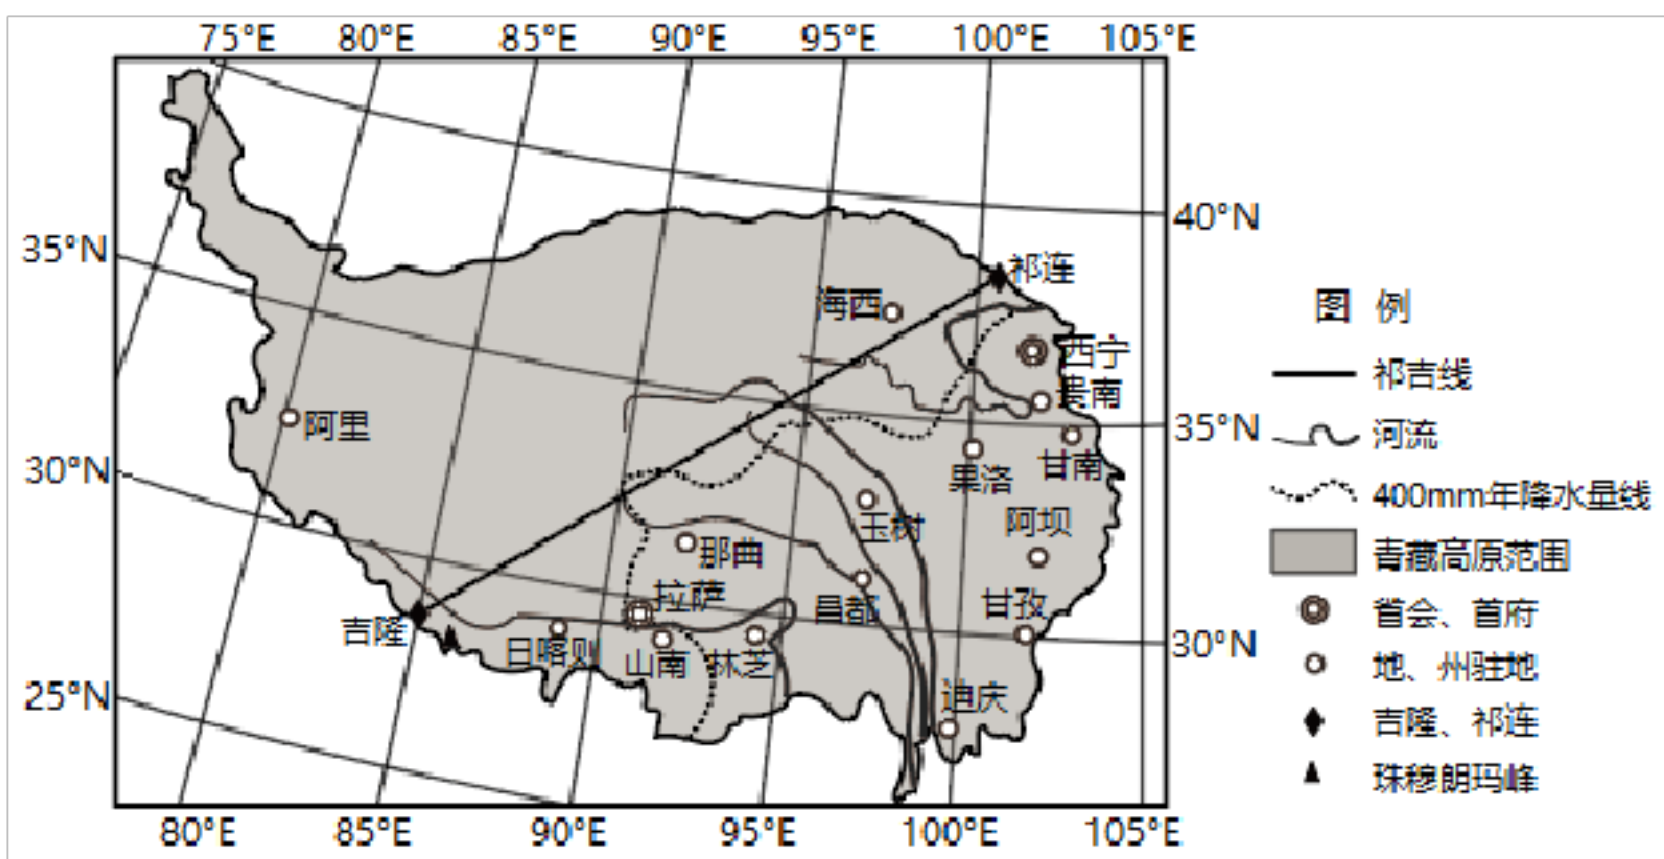 75°E 80°E 85°E 90°E 95°E 100°E 105°E
40°N
35°N
祁连
海西
图 例
西宁
祁吉线
贵南
阿里
35°N
河流
甘南
30°N
果洛
400mm年降水量线
玉树
阿坝
那曲
青藏高原范围
拉萨
昌都
甘孜
省会、首府
吉隆
日喀则
山南
林芝
30°N
地、州驻地
25°N
迪庆
吉隆、祁连
珠穆朗玛峰
80°E 85°E 90°E 95°E 100°E 105°E